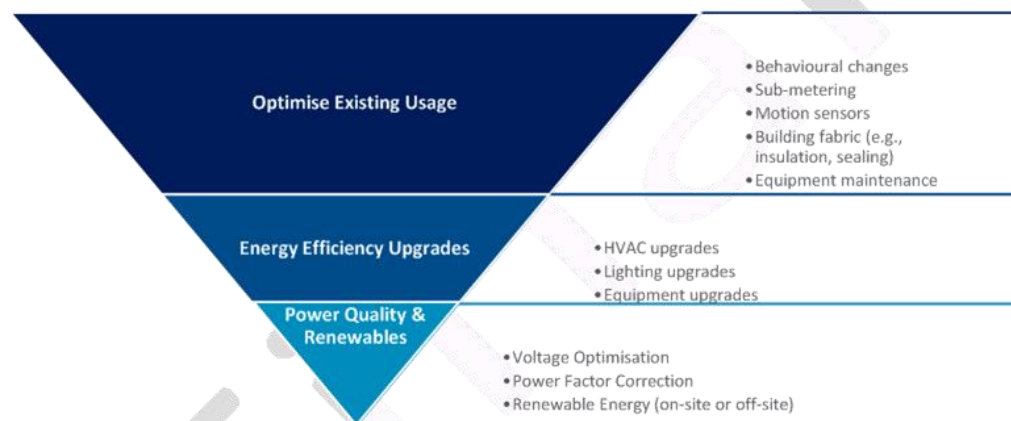 Optimise Existing Usage
• Behavioural changes
• Sub-metering
• Motion sensors
• Building fabric (e.g.,
insulation, sealing)
• Equipment maintenance
Energy Efficiency Upgrades
• HVAC upgrades
• Lighting upgrades
• Equipment upgrades
Power Quality &
Renewables
• Voltage Optimisation
• Power Factor Correction
• Renewable Energy (on-site or off-site)